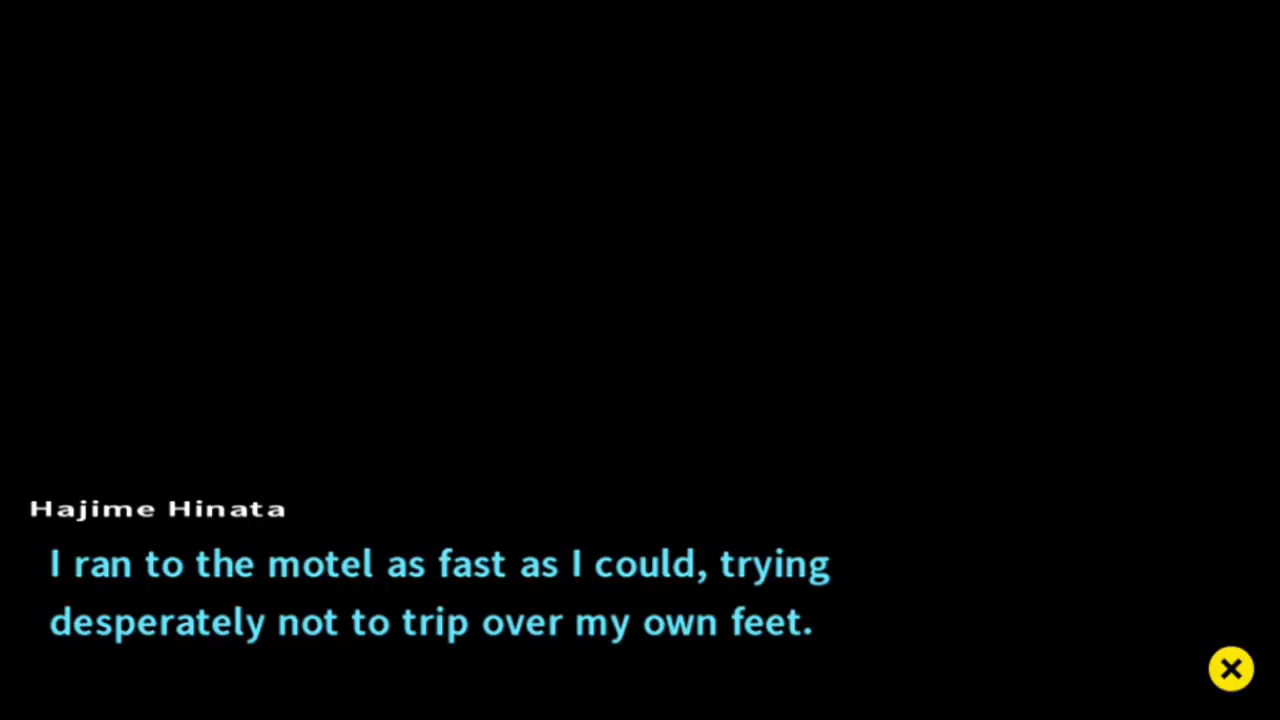 Hajime Hinata
I ran to the motel as fast as I could, trying
desperately not to trip over my own feet.